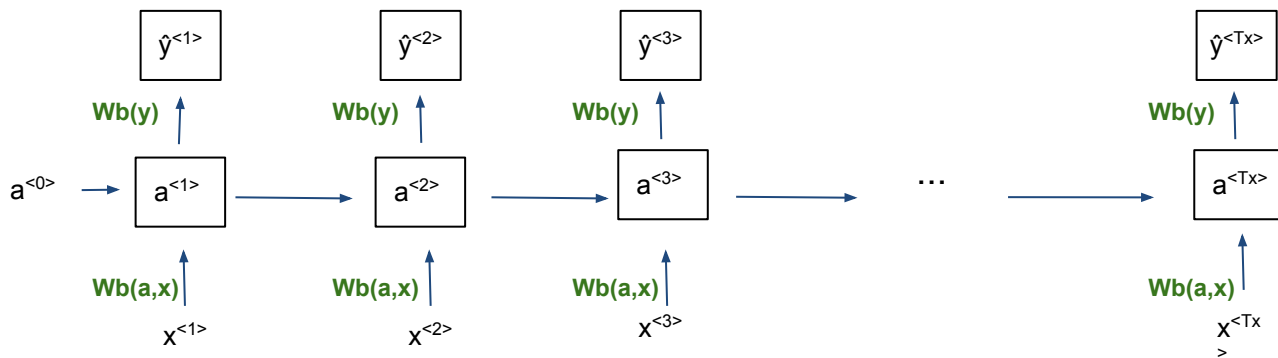 ŷ<1> ŷ<2> ŷ<3> ŷ<Tx>
Wb(y) Wb(y) Wb(y) Wb(y)
a<0> a<1> a<2> a<3> ... a<Tx>
Wb(a,x) Wb(a,x) Wb(a,x) Wb(a,x)
x<1> x<2> x<3> x<Tx
>